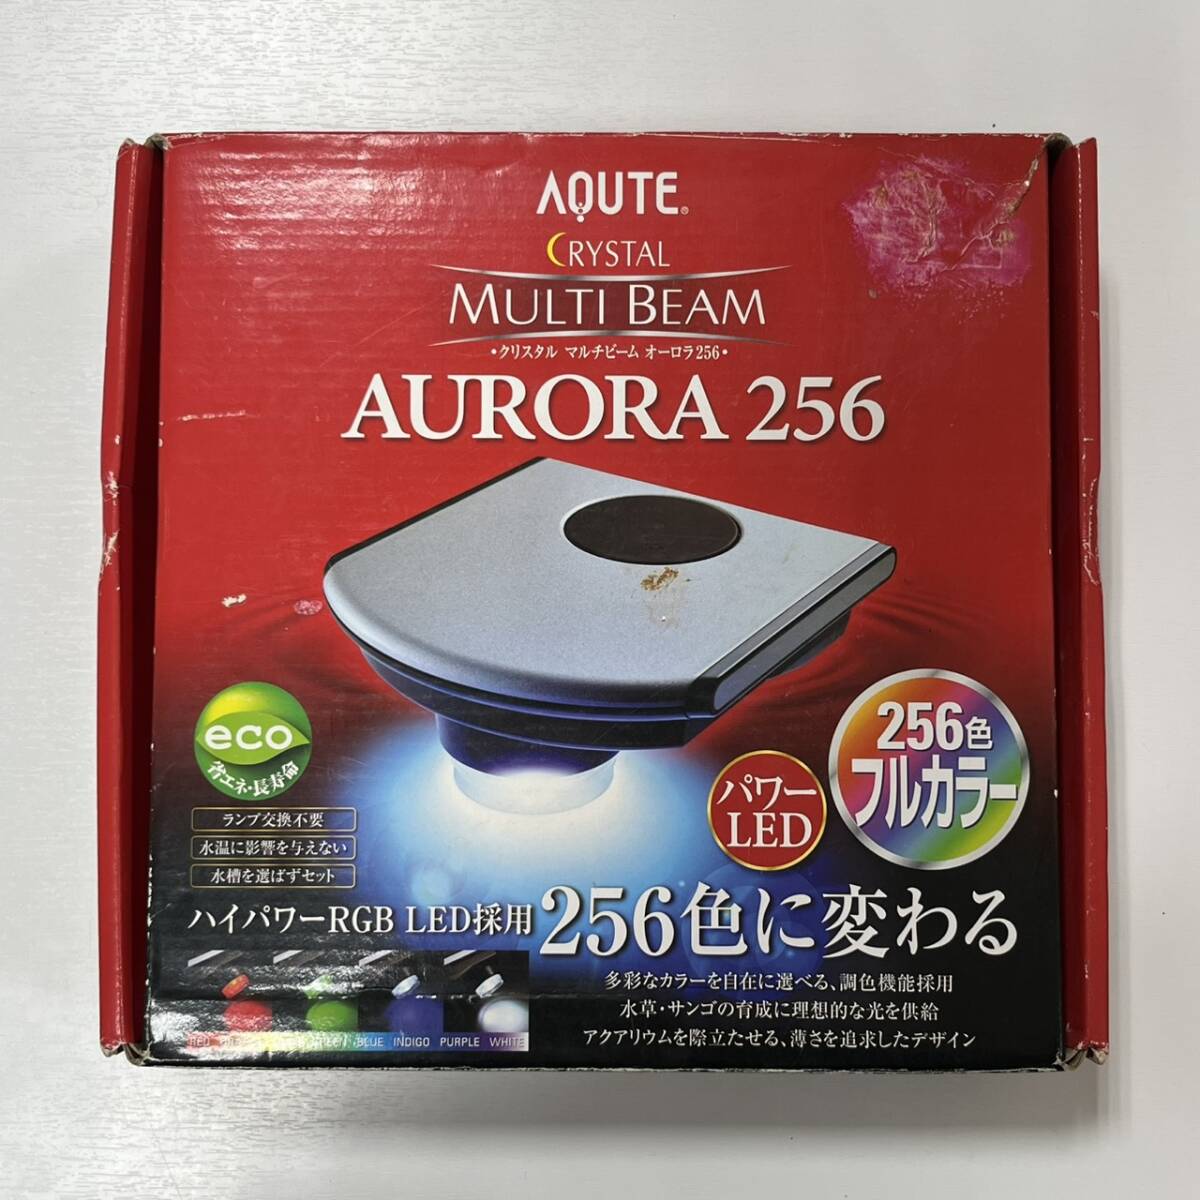 AQUTE®
CRYSTAL
MULTI BEAM
・クリスタル マルチビーム オーロラ256・
AURORA 256
eco
省エネ・長寿命
ランプ交換不要
水温に影響を与えない
水槽を選ばずセット
パワー
LED
256色
フルカラー
ハイパワーRGB LED採用
256色に変わる
多彩なカラーを自在に選べる、調色機能採用
水草・サンゴの育成に理想的な光を供給
アクアリウムを際立たせる、薄さを追求したデザイン
RED BLUE INDIGO PURPLE WHITE